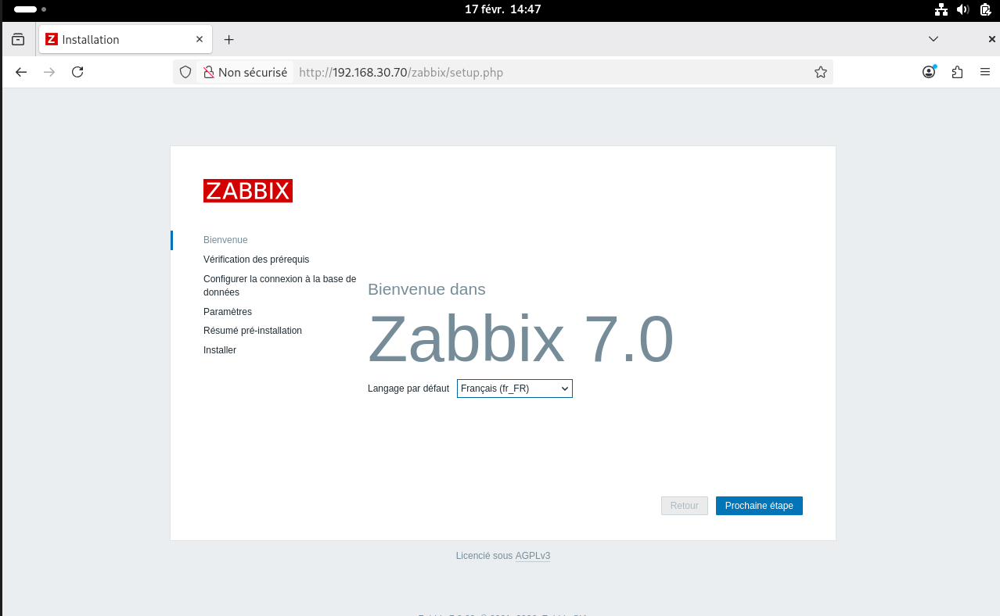 17 févr. 14:47
Installation
Non sécurisé
http://192.168.30.70/zabbix/setup.php
ZABBIX
Bienvenue
Vérification des prérequis
Configurer la connexion à la base de
données
Paramètres
Résumé pré-installation
Installer
Bienvenue dans
Zabbix 7.0
Langage par défaut Français (fr_FR)
Retour Prochaine étape
Licencié sous AGPLv3